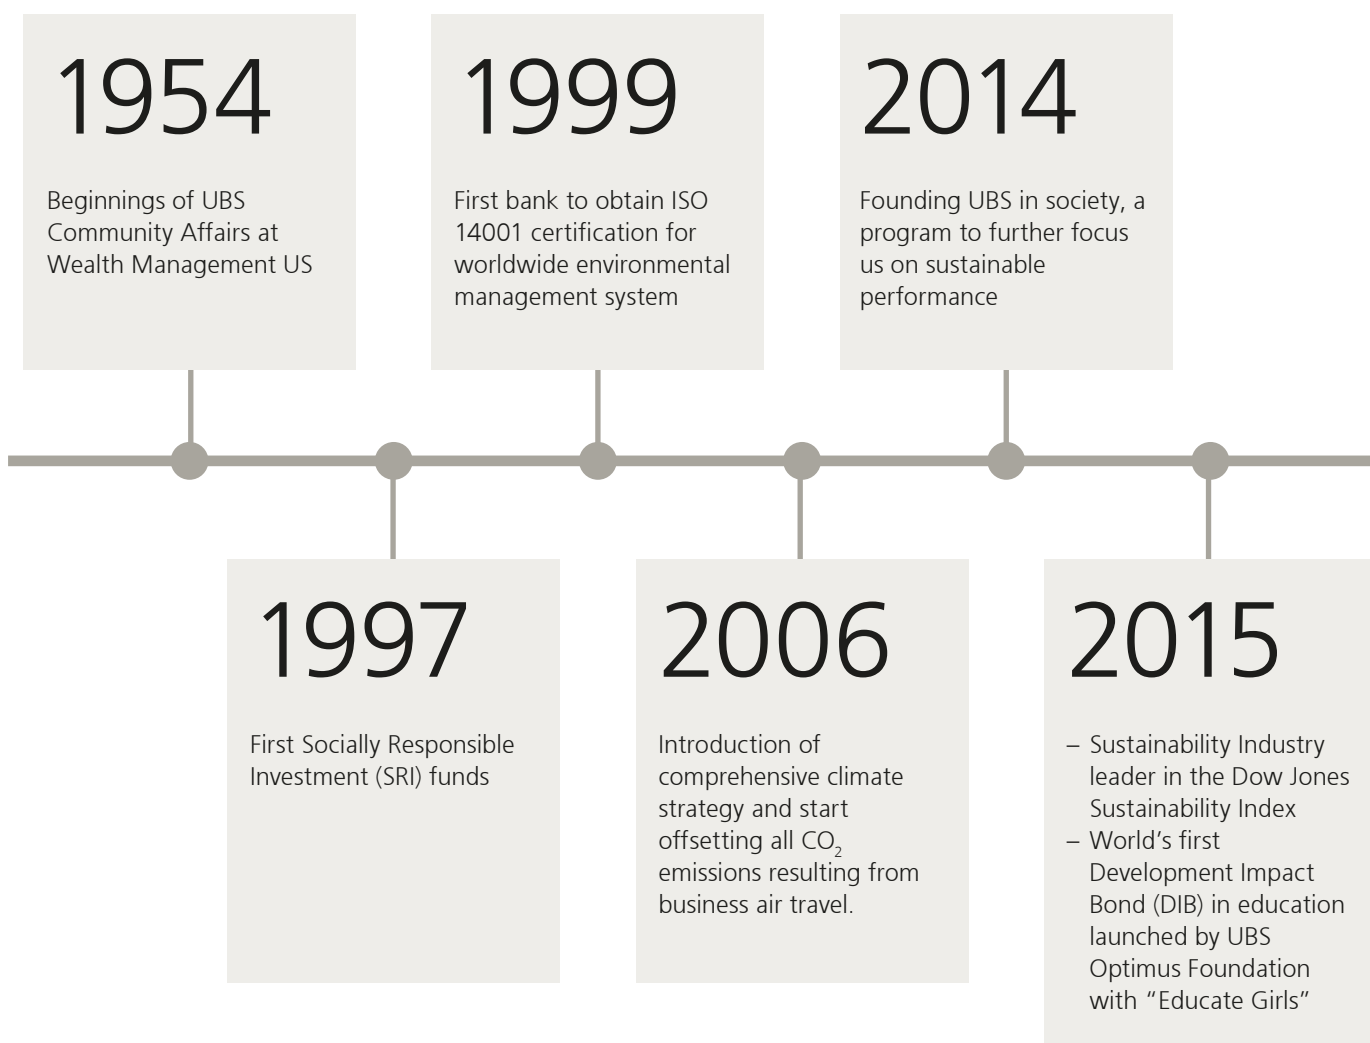 1954
Beginnings of UBS
Community Affairs at
Wealth Management US
1999
First bank to obtain ISO
14001 certification for
worldwide environmental
management system
2014
Founding UBS in society, a
program to further focus
us on sustainable
performance
1997
First Socially Responsible
Investment (SRI) funds
2006
Introduction of
comprehensive climate
strategy and start
offsetting all CO₂
emissions resulting from
business air travel.
2015
– Sustainability Industry
leader in the Dow Jones
Sustainability Index
– World’s first
Development Impact
Bond (DIB) in education
launched by UBS
Optimus Foundation
with “Educate Girls”